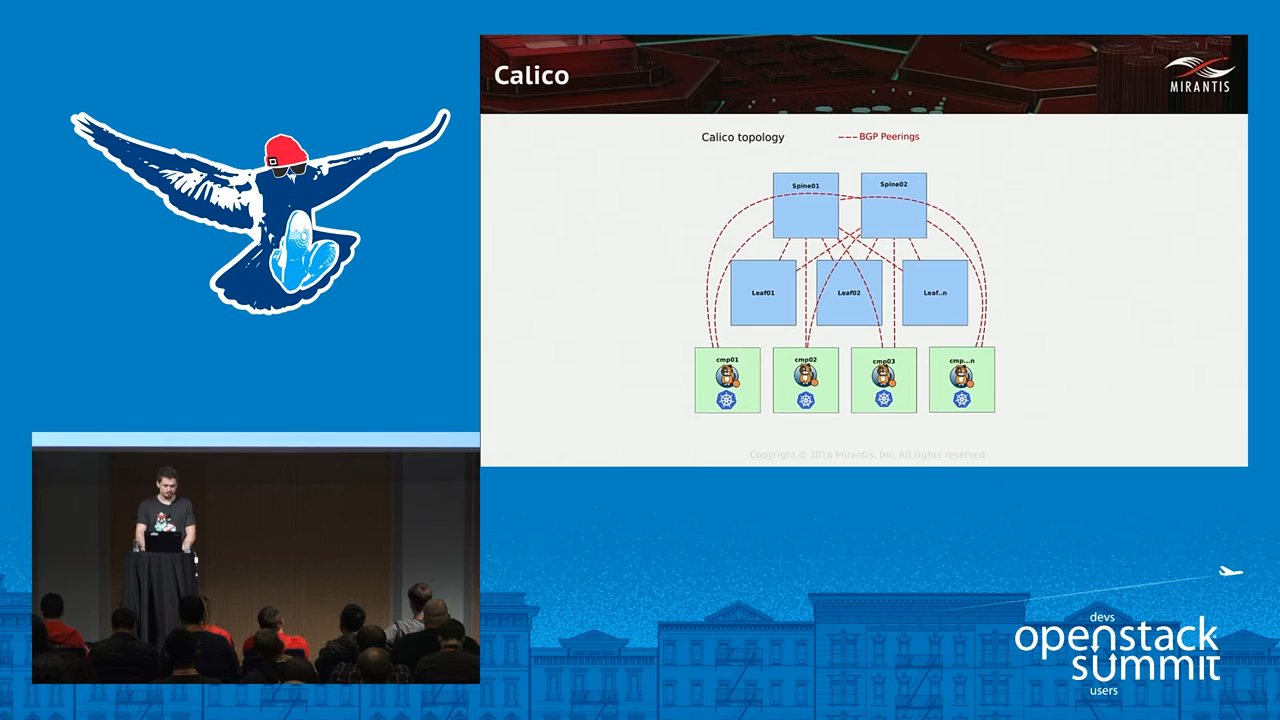 Calico
MIRANTIS
Calico topology
BGP Peerings
Spine01
Spine02
Leaf01
Leaf02
Leaf..n
cmp01
cmp02
cmp03
cmp...n
Copyright © 2016 Mirantis, Inc. All rights reserved
devs
openstack
summit
users